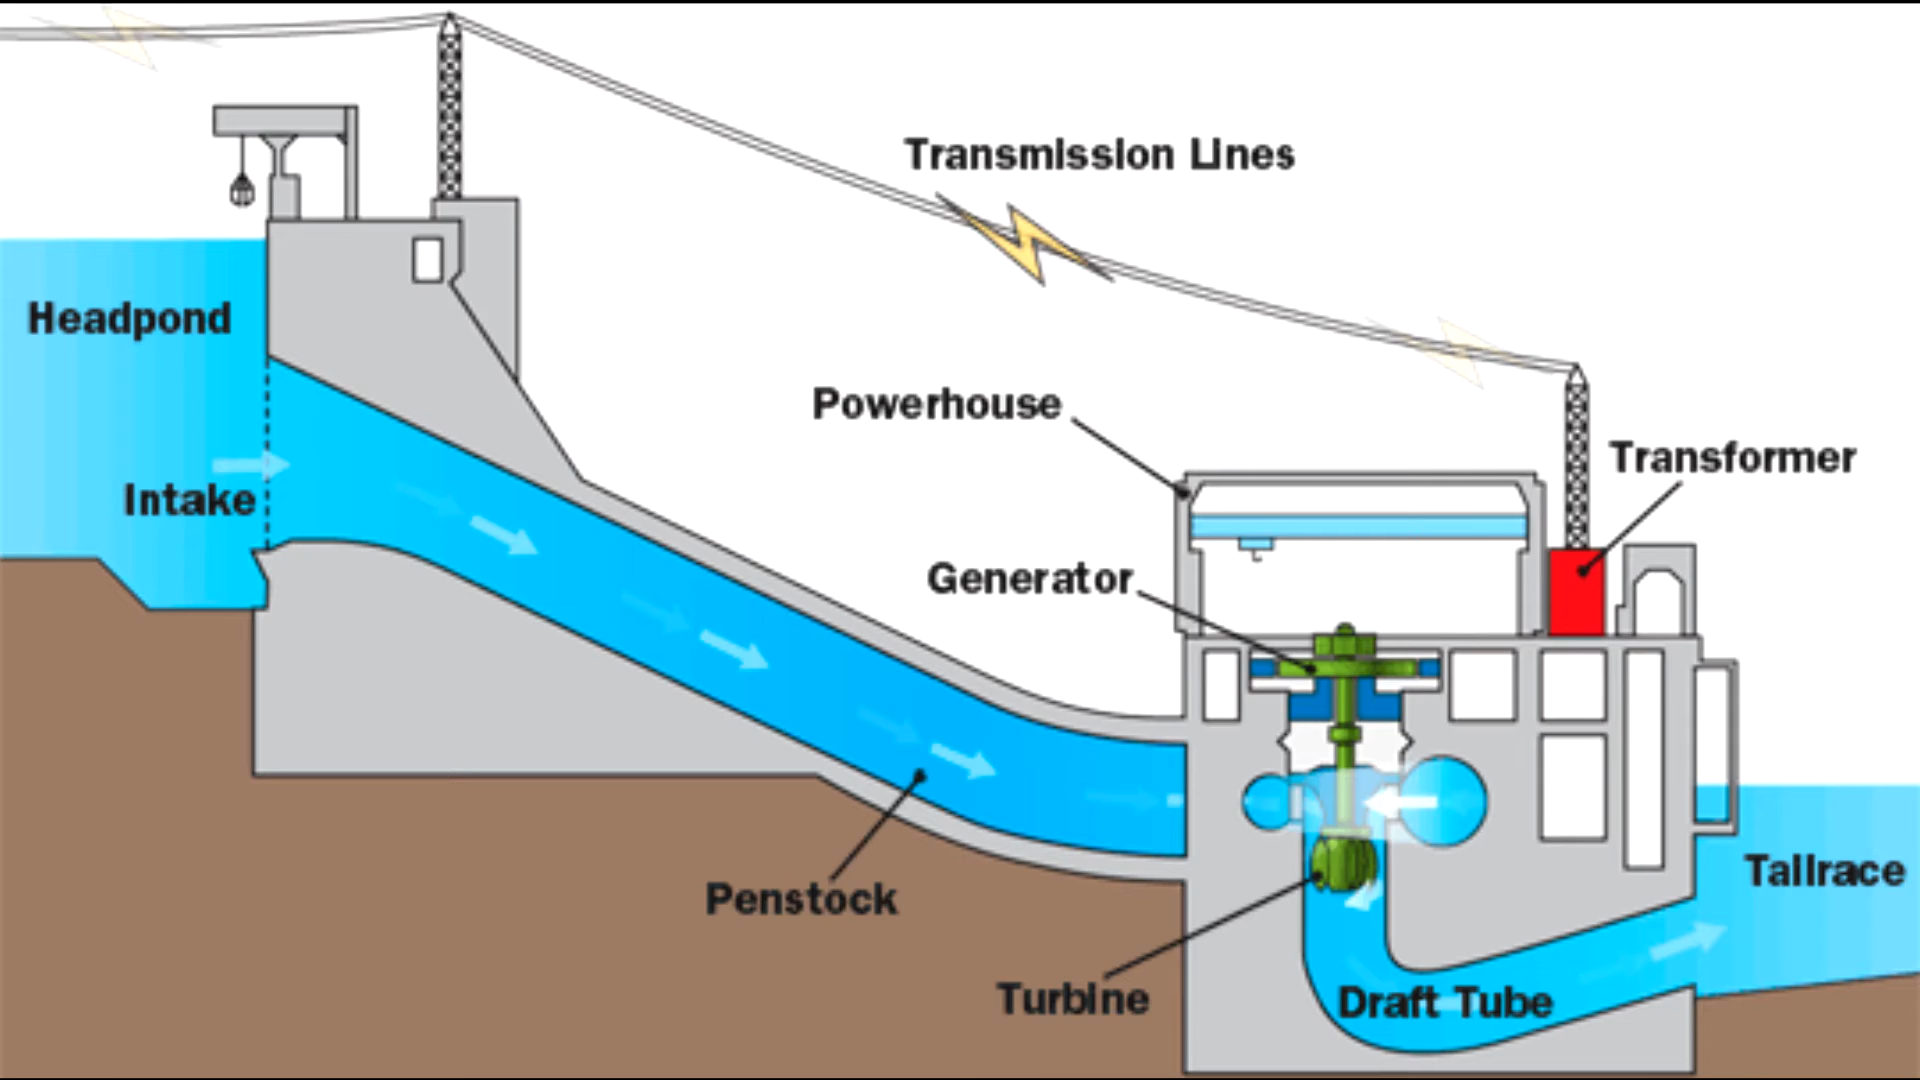 Transmission Lines
Headpond
Powerhouse
Transformer
Intake
Generator
Tailrace
Penstock
Turbine
Draft Tube